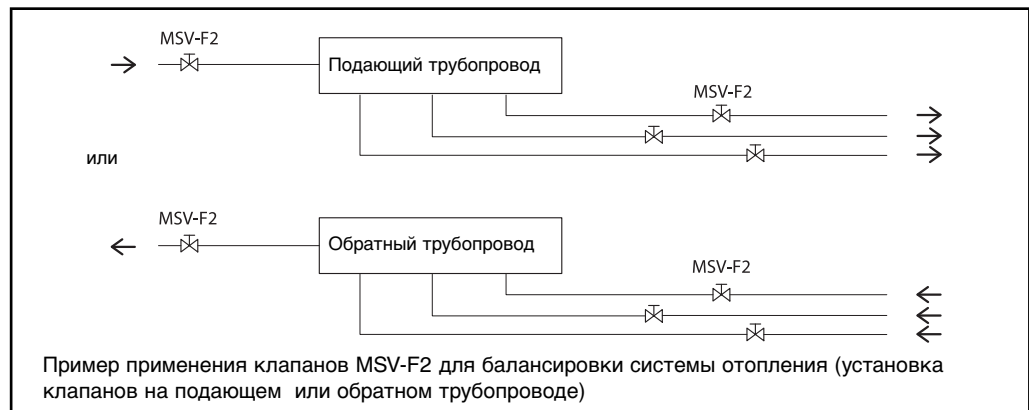 MSV-F2
Подающий трубопровод
MSV-F2
или
MSV-F2
Обратный трубопровод
MSV-F2
Пример применения клапанов MSV-F2 для балансировки системы отопления (установка
клапанов на подающем или обратном трубопроводе)